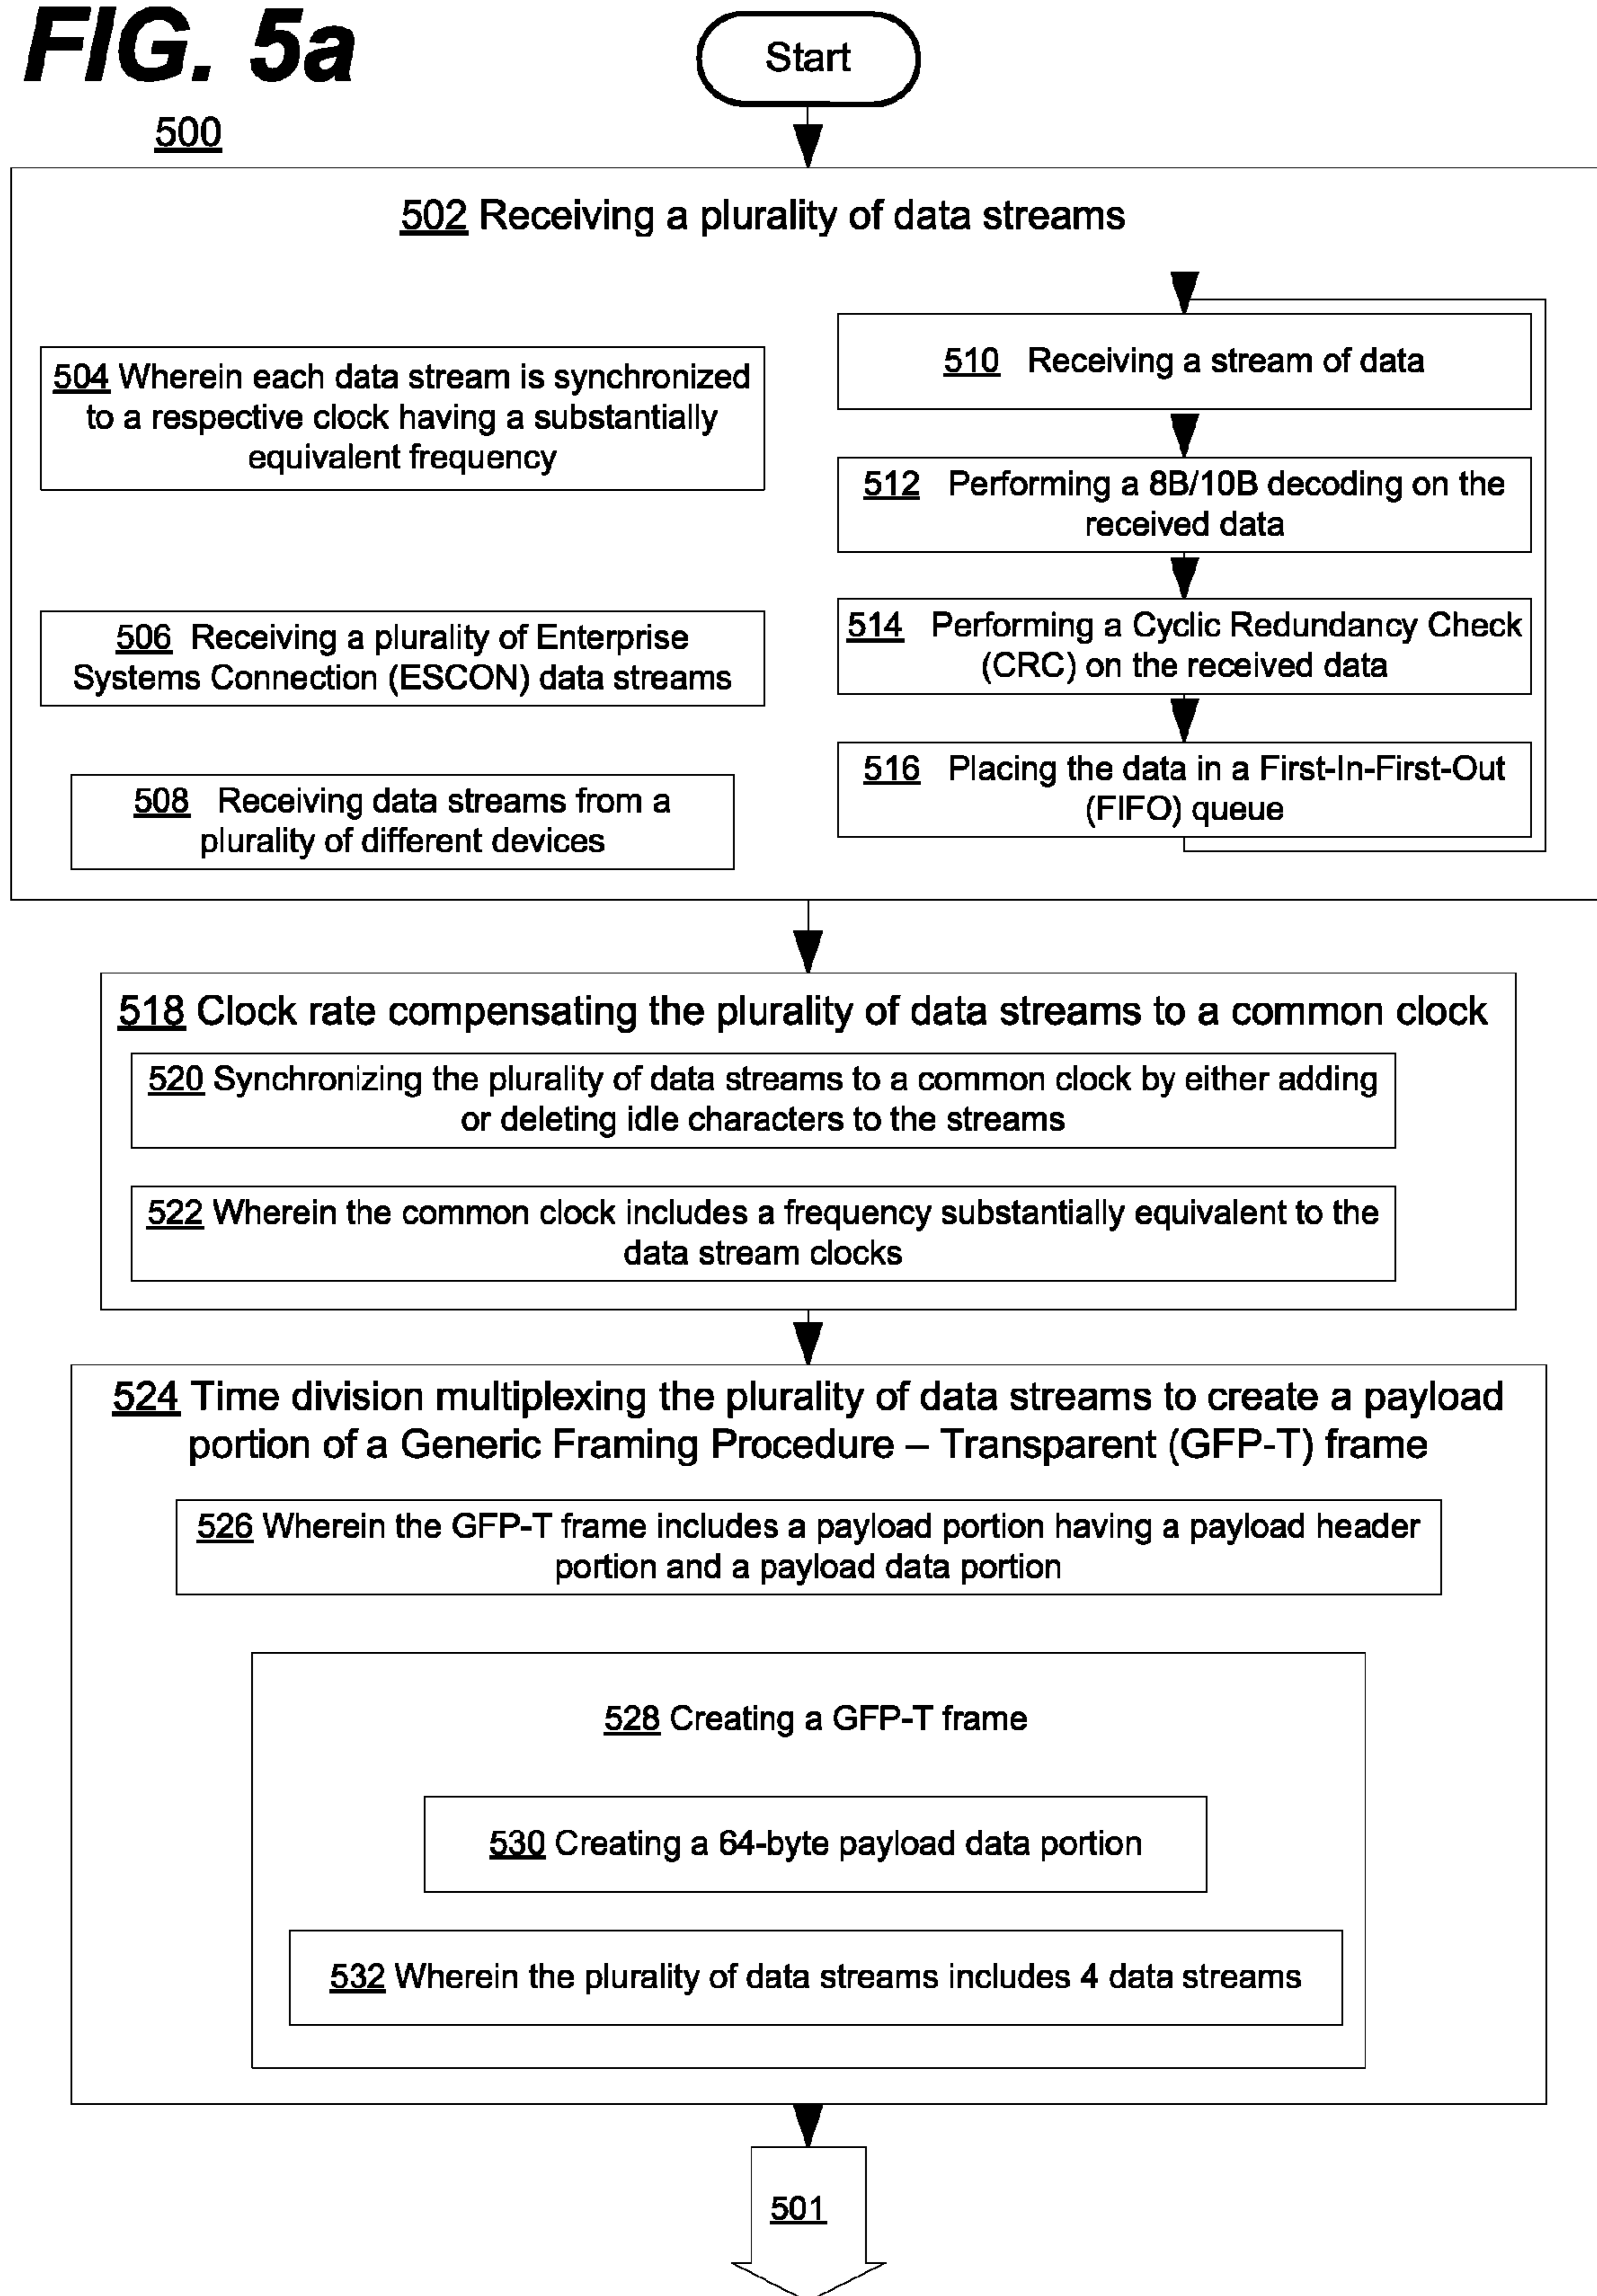 FIG. 5a
Start
500
502 Receiving a plurality of data streams
504 Wherein each data stream is synchronized
to a respective clock having a substantially
equivalent frequency
506 Receiving a plurality of Enterprise
Systems Connection (ESCON) data streams
508 Receiving data streams from a
plurality of different devices
510 Receiving a stream of data
512 Performing a 8B/10B decoding on the
received data
514 Performing a Cyclic Redundancy Check
(CRC) on the received data
516 Placing the data in a First-In-First-Out
(FIFO) queue
518 Clock rate compensating the plurality of data streams to a common clock
520 Synchronizing the plurality of data streams to a common clock by either adding
or deleting idle characters to the streams
522 Wherein the common clock includes a frequency substantially equivalent to the
data stream clocks
524 Time division multiplexing the plurality of data streams to create a payload
portion of a Generic Framing Procedure – Transparent (GFP-T) frame
526 Wherein the GFP-T frame includes a payload portion having a payload header
portion and a payload data portion
528 Creating a GFP-T frame
530 Creating a 64-byte payload data portion
532 Wherein the plurality of data streams includes 4 data streams
501